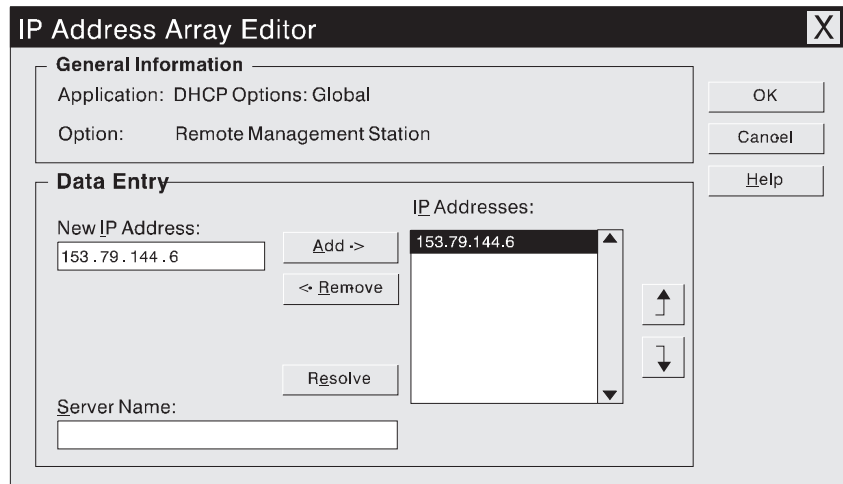 IP Address Array Editor X
General Information
Application: DHCP Options: Global
Option: Remote Management Station
OK
Cancel
Help
Data Entry
New IP Address:
153.79.144.6
Add ->
<- Remove
Resolve
IP Addresses:
153.79.144.6
Server Name: